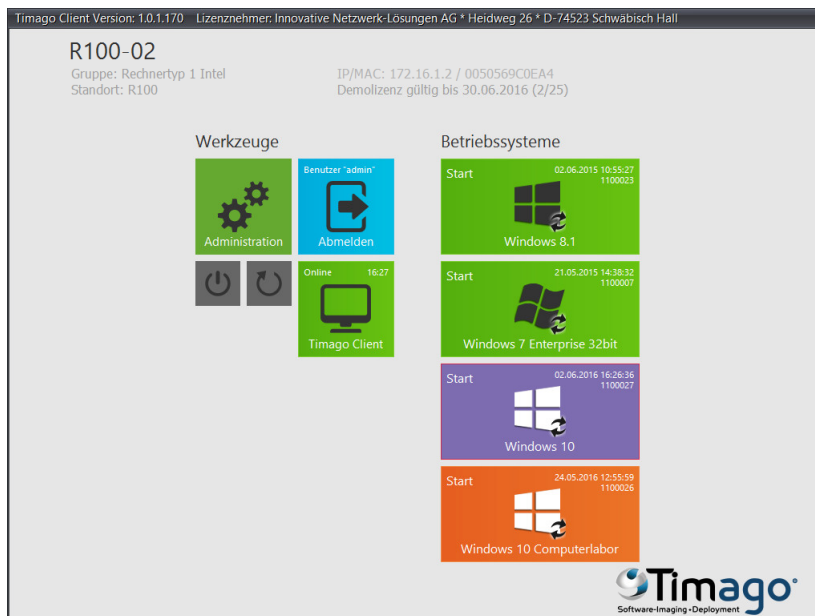 Timago Client Version: 1.0.1.170 Lizenznehmer: Innovative Netzwerk-Lösungen AG * Heidweg 26 * D-74523 Schwäbisch Hall
R100-02
Gruppe: Rechnertyp 1 Intel
Standort: R100
IP/MAC: 172.16.1.2 / 0050569C0EA4
Demolizenz gültig bis 30.06.2016 (2/25)
Werkzeuge
Administration
Benutzer "admin"
Abmelden
Online 16:27
Timago Client
Betriebssysteme
Start 02.06.2015 10:55:27
1100023
Windows 8.1
Start 21.05.2015 14:38:32
1100007
Windows 7 Enterprise 32bit
Start 02.06.2016 16:26:36
1100027
Windows 10
Start 24.05.2016 12:55:59
1100026
Windows 10 Computerlabor
Timago
Software-Imaging•Deployment